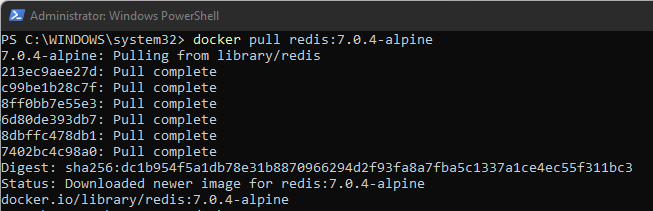 Administrator: Windows PowerShell
PS C:\WINDOWS\system32> docker pull redis:7.0.4-alpine
7.0.4-alpine: Pulling from library/redis
213ec9aee27d: Pull complete
c99be1b28c7f: Pull complete
8ff0bb7e55e3: Pull complete
6d80de393db7: Pull complete
8dbffc478db1: Pull complete
7402bc4c98a0: Pull complete
Digest: sha256:dc1b954f5a1db78e31b8870966294d2f93fa8a7fba5c1337a1ce4ec55f311bc3
Status: Downloaded newer image for redis:7.0.4-alpine
docker.io/library/redis:7.0.4-alpine